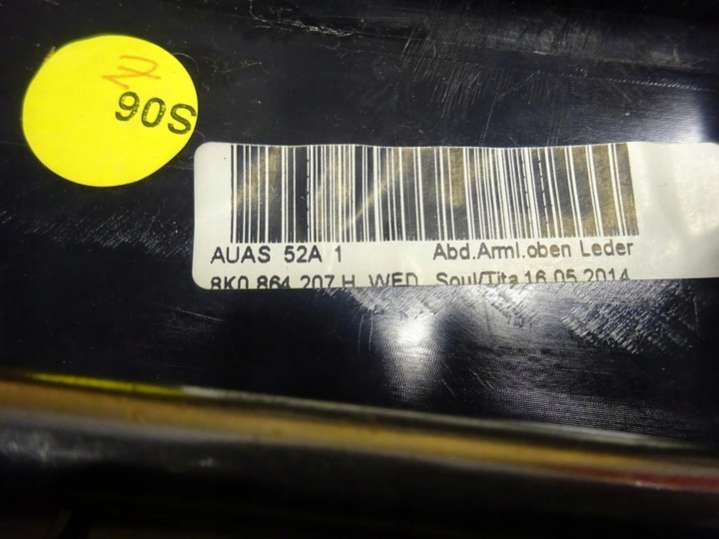 90S
AUAS 52A 1 Abd.Arml.oben Leder
8K0 864 207 H WED Soul/Tita 16.05.2014